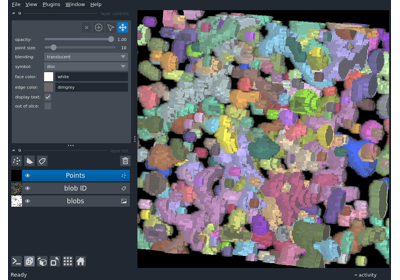 File View Plugins Window Help
opacity: 1.00
point size: 10
blending: translucent
symbol: disc
face color: white
edge color: dimgrey
display text: ✓
out of slice:
Points
blob ID
blobs
Ready
activity